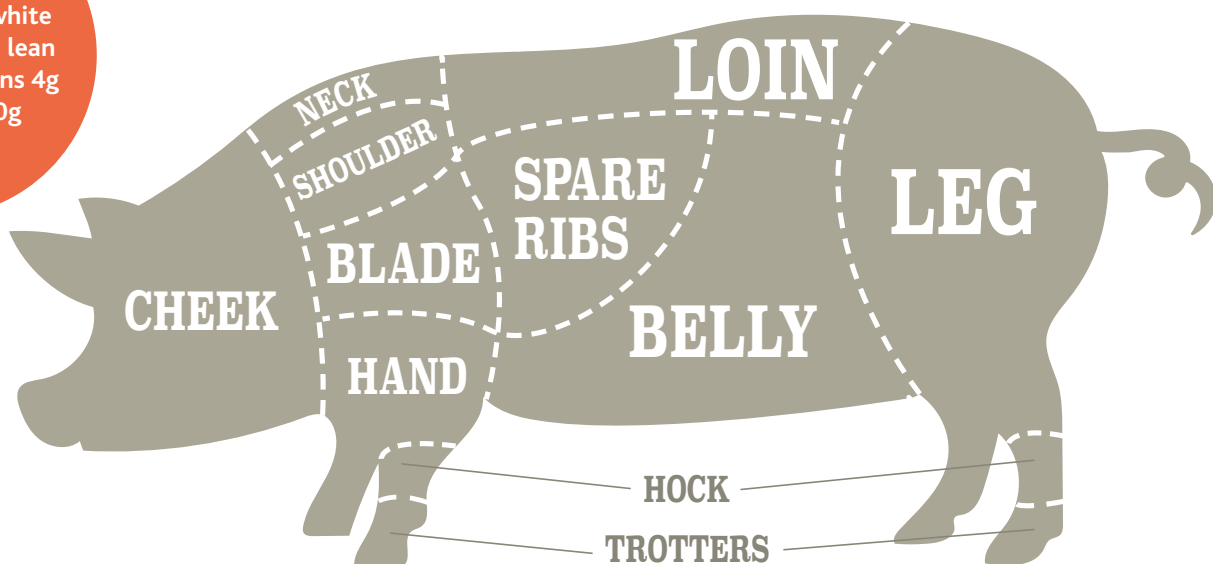 white
lean
ns 4g
0g
NECK
SHOULDER
LOIN
SPARE
RIBS
LEG
BLADE
CHEEK
BELLY
HAND
HOCK
TROTTERS